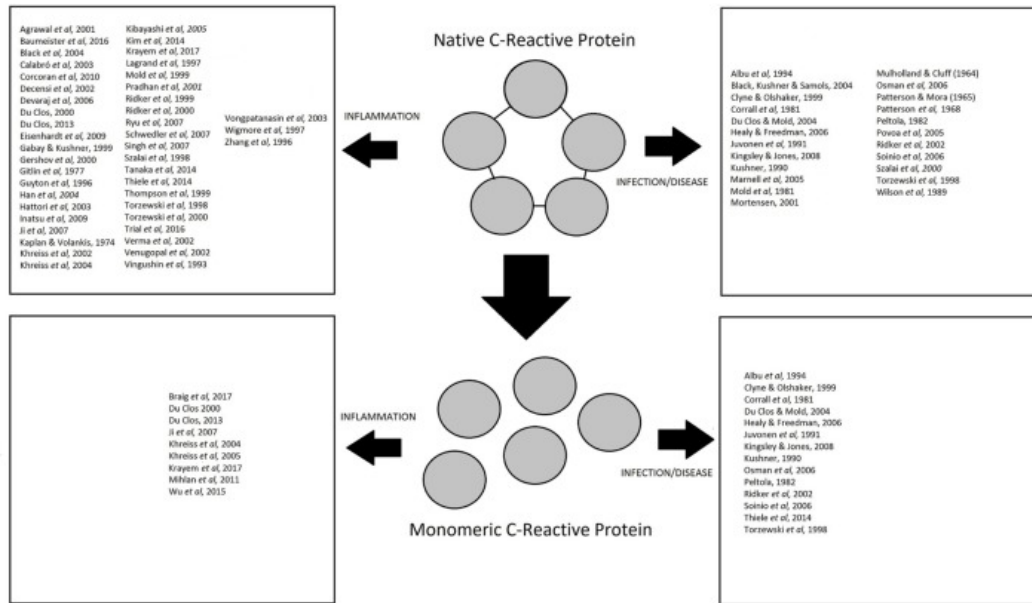 Native C-Reactive Protein
INFLAMMATION
INFECTION/DISEASE
Agrawal et al, 2001
Baumeister et al, 2016
Black et al, 2004
Calabró et al, 2003
Corcoran et al, 2010
Decensi et al, 2002
Devaraj et al, 2006
Du Clos, 2000
Du Clos, 2013
Eisenhardt et al, 2009
Gabay & Kushner, 1999
Gershov et al, 2000
Gitlin et al, 1977
Guyton et al, 1996
Han et al, 2004
Hattori et al, 2003
Inatsu et al, 2009
Ji et al, 2007
Kaplan & Volankis, 1974
Khreiss et al, 2002
Khreiss et al, 2004
Kibayashi et al, 2005
Kim et al, 2014
Krayem et al, 2017
Lagrand et al, 1997
Mold et al, 1999
Pradhan et al, 2001
Ridker et al, 1999
Ridker et al, 2000
Ryu et al, 2007
Schwedler et al, 2007
Singh et al, 2007
Szalai et al, 1998
Tanaka et al, 2014
Thiele et al, 2014
Thompson et al, 1999
Torzewski et al, 1998
Torzewski et al, 2000
Trial et al, 2016
Verma et al, 2002
Venugopal et al, 2002
Vingushin et al, 1993
Vongpatanasin et al, 2003
Wigmore et al, 1997
Zhang et al, 1996
Albu et al, 1994
Black, Kushner & Samols, 2004
Clyne & Olshaker, 1999
Corrall et al, 1981
Du Clos & Mold, 2004
Healy & Freedman, 2006
Juvonen et al, 1991
Kingsley & Jones, 2008
Kushner, 1990
Marnell et al, 2005
Mold et al, 1981
Mortensen, 2001
Mulholland & Cluff (1964)
Osman et al, 2006
Patterson & Mora (1965)
Patterson et al, 1968
Peltola, 1982
Povoa et al, 2005
Ridker et al, 2002
Soinio et al, 2006
Szalai et al, 2000
Torzewski et al, 1998
Wilson et al, 1989
Braig et al, 2017
Du Clos 2000
Du Clos, 2013
Ji et al, 2007
Khreiss et al, 2004
Khreiss et al, 2005
Krayem et al, 2017
Mihlan et al, 2011
Wu et al, 2015
INFLAMMATION
INFECTION/DISEASE
Monomeric C-Reactive Protein
Albu et al, 1994
Clyne & Olshaker, 1999
Corrall et al, 1981
Du Clos & Mold, 2004
Healy & Freedman, 2006
Juvonen et al, 1991
Kingsley & Jones, 2008
Kushner, 1990
Osman et al, 2006
Peltola, 1982
Ridker et al, 2002
Soinio et al, 2006
Thiele et al, 2014
Torzewski et al, 1998